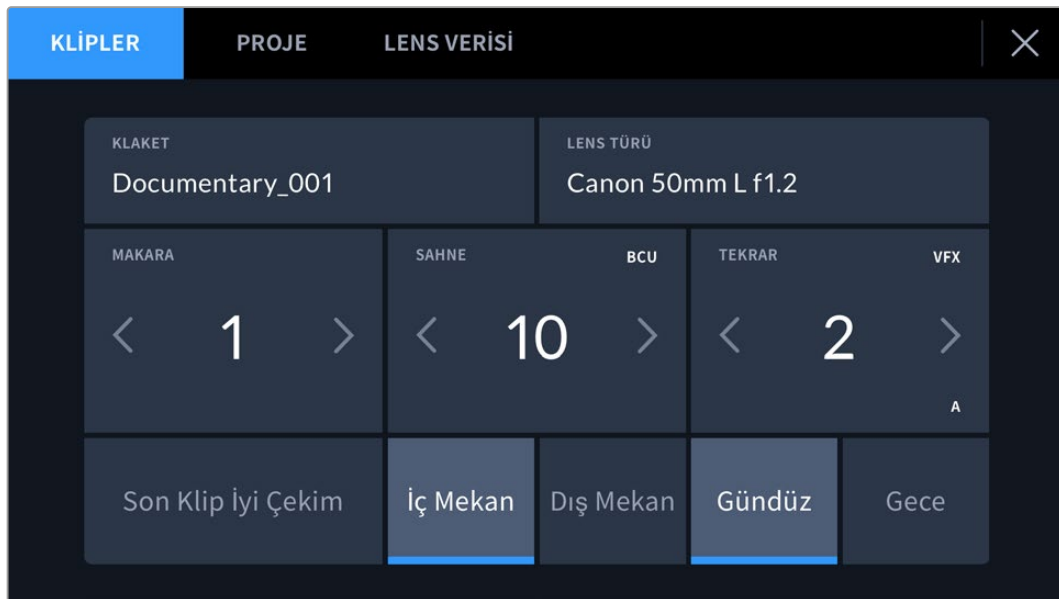 KLİPLER PROJE LENS VERİSİ
KLAKET LENS TÜRÜ
Documentary_001 Canon 50mm L f1.2
MAKARA SAHNE BCU TEKRAR VFX
1 10 2
A
Son Klip İyi Çekim İç Mekan Dış Mekan Gündüz Gece